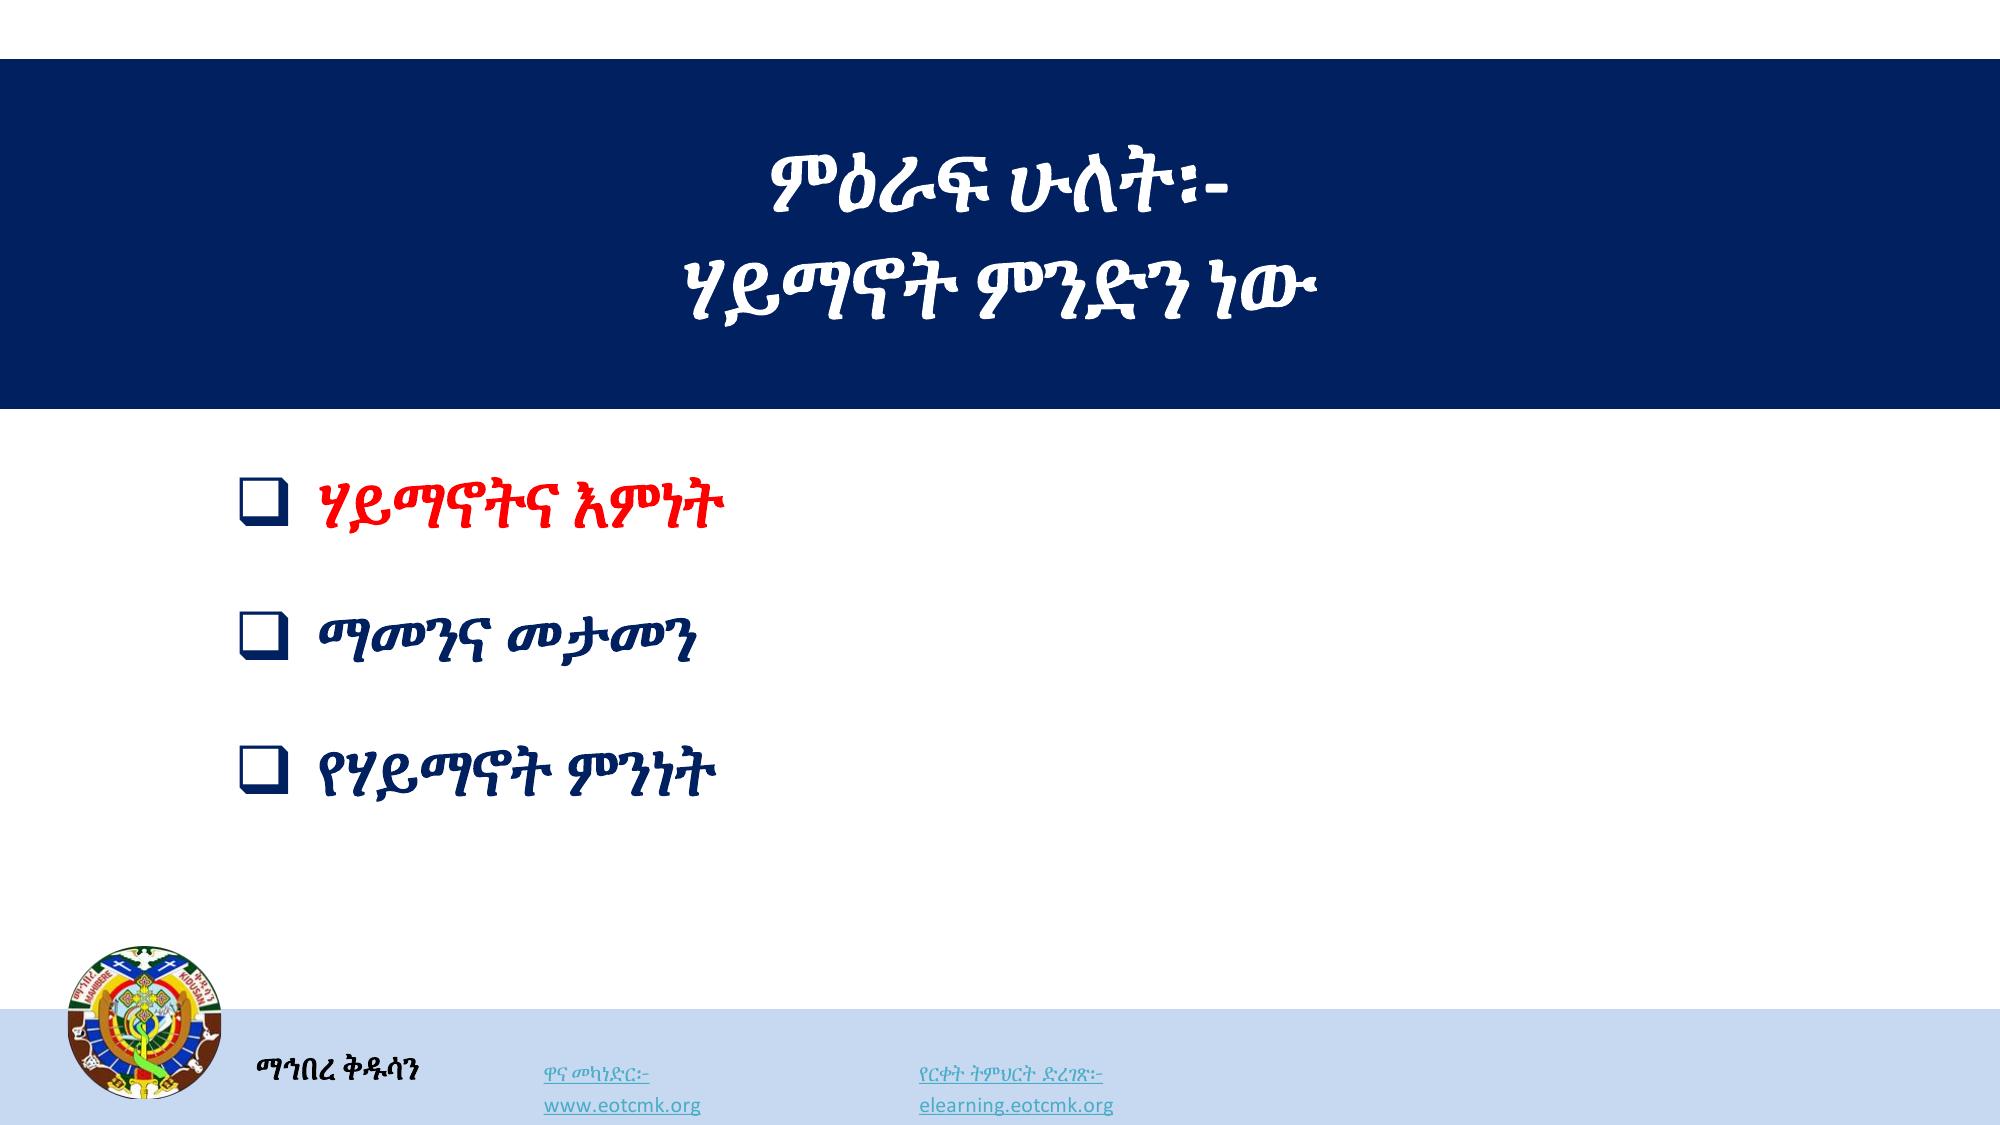 ምዕራፍ ሁለት፡-
ሃይማኖት ምንድን ነው
ሃይማኖትና እምነት
ማመንና መታመን
የሃይማኖት ምንነት
ማኅበረ ቅዱሳን
MAHIBERE KIDUSAN
ማኅበረ ቅዱሳን
ዋና መካነድር፡-
www.eotcmk.org
የርቀት ትምህርት ድረገጽ፡-
elearning.eotcmk.org